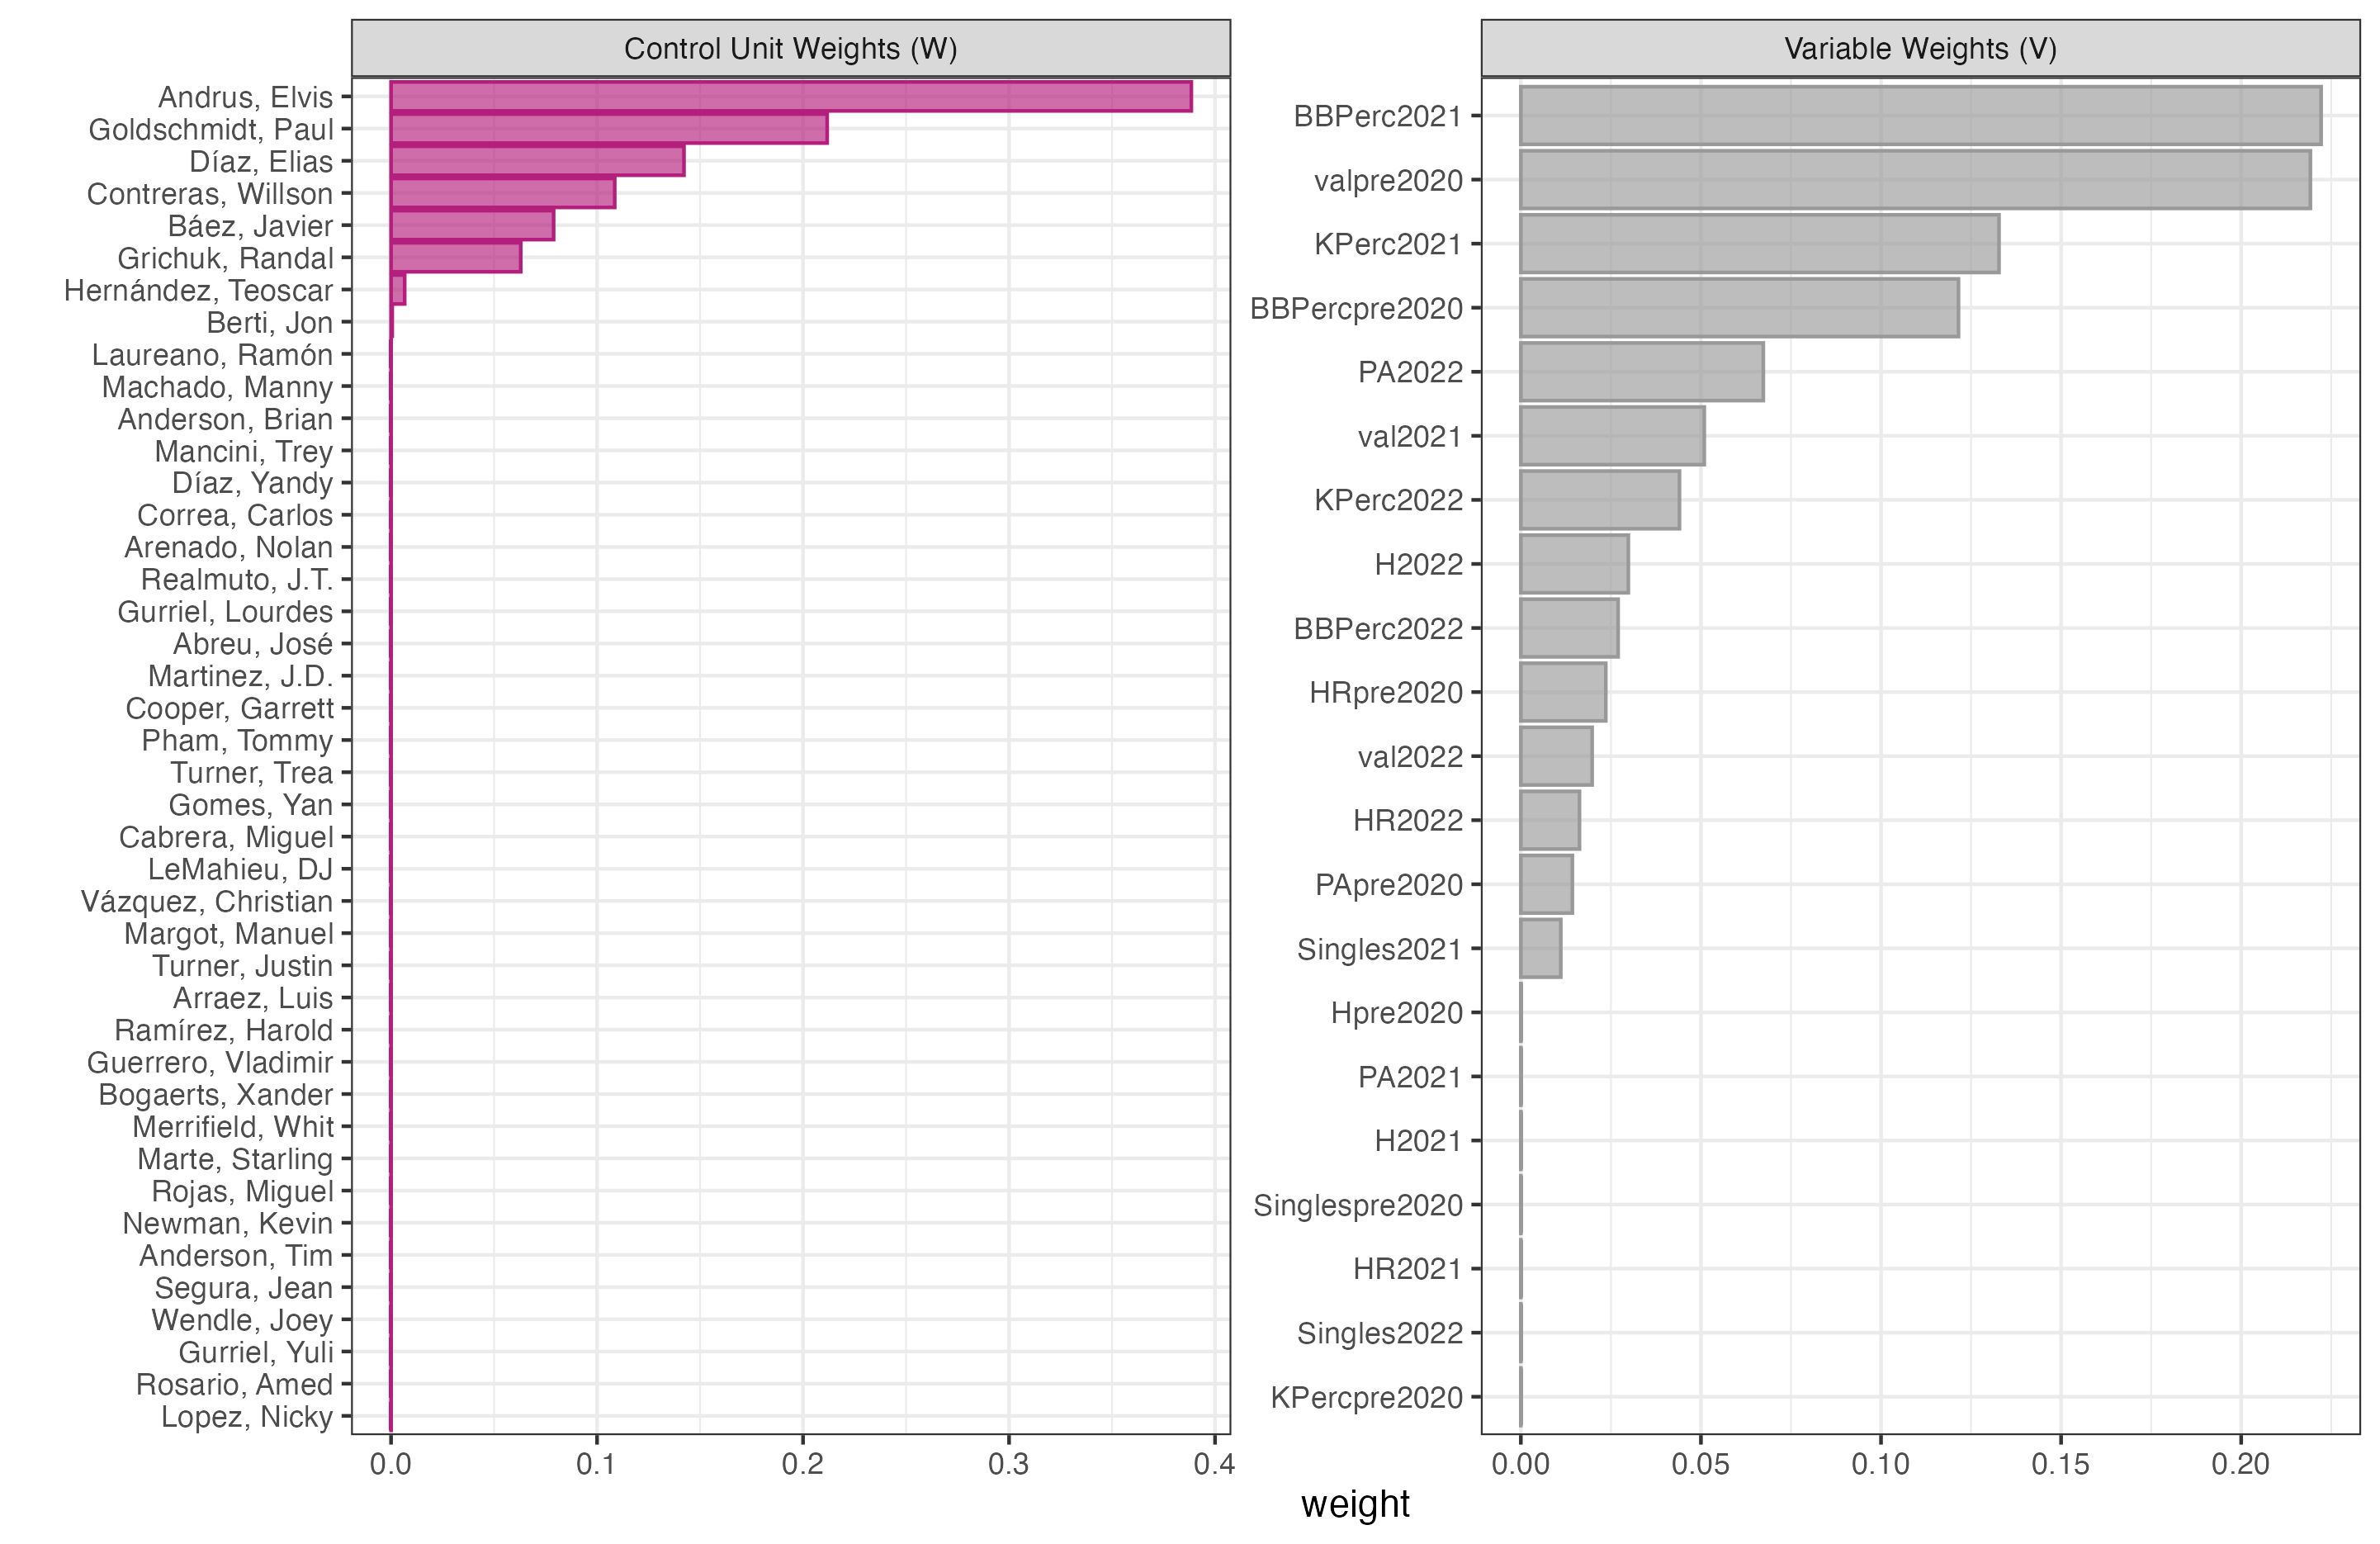 Control Unit Weights (W)
Andrus, Elvis
Goldschmidt, Paul
Díaz, Elias
Contreras, Willson
Báez, Javier
Grichuk, Randal
Hernández, Teoscar
Berti, Jon
Laureano, Ramón
Machado, Manny
Anderson, Brian
Mancini, Trey
Díaz, Yandy
Correa, Carlos
Arenado, Nolan
Realmuto, J.T.
Gurriel, Lourdes
Abreu, José
Martinez, J.D.
Cooper, Garrett
Pham, Tommy
Turner, Trea
Gomes, Yan
Cabrera, Miguel
LeMahieu, DJ
Vázquez, Christian
Margot, Manuel
Turner, Justin
Arraez, Luis
Ramírez, Harold
Guerrero, Vladimir
Bogaerts, Xander
Merrifield, Whit
Marte, Starling
Rojas, Miguel
Newman, Kevin
Anderson, Tim
Segura, Jean
Wendle, Joey
Gurriel, Yuli
Rosario, Amed
Lopez, Nicky
0.0 0.1 0.2 0.3 0.4
Variable Weights (V)
BBPerc2021
valpre2020
KPerc2021
BBPercpre2020
PA2022
val2021
KPerc2022
H2022
BBPerc2022
HRpre2020
val2022
HR2022
PApre2020
Singles2021
Hpre2020
PA2021
H2021
Singlespre2020
HR2021
Singles2022
KPercpre2020
0.00 0.05 0.10 0.15 0.20
weight